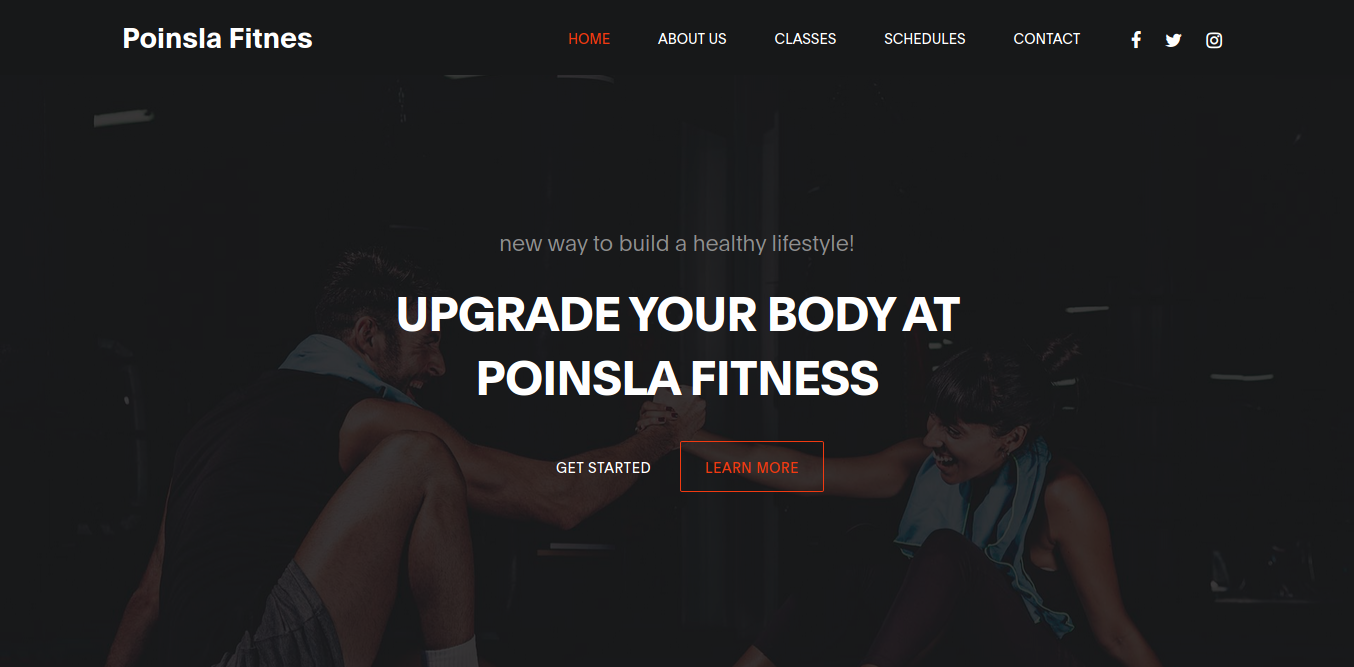 Poinsla Fitnes
HOME ABOUT US CLASSES SCHEDULES CONTACT
new way to build a healthy lifestyle!
UPGRADE YOUR BODY AT
POINSLA FITNESS
GET STARTED LEARN MORE